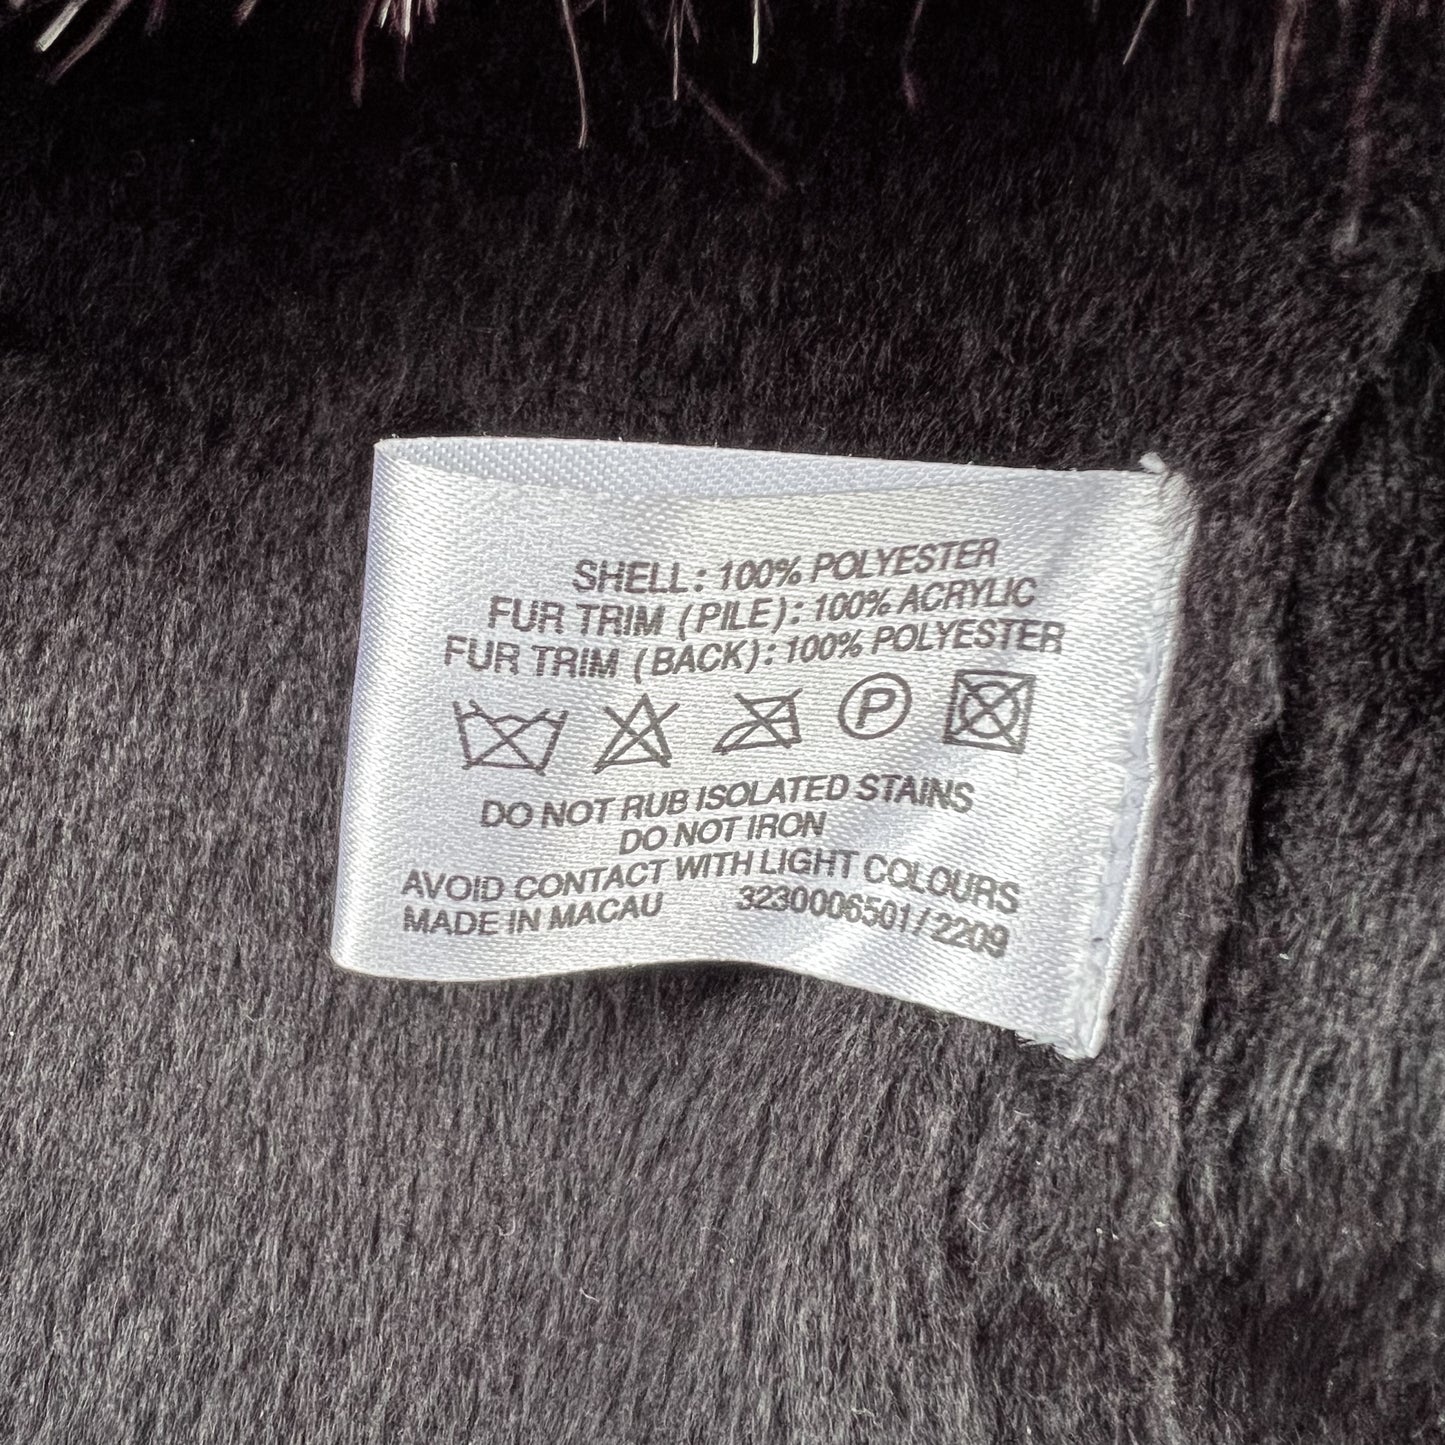 SHELL: 100% POLYESTER
FUR TRIM (PILE): 100% ACRYLIC
FUR TRIM (BACK): 100% POLYESTER
P
DO NOT RUB ISOLATED STAINS
DO NOT IRON
AVOID CONTACT WITH LIGHT COLOURS
MADE IN MACAU 3230006501/2209